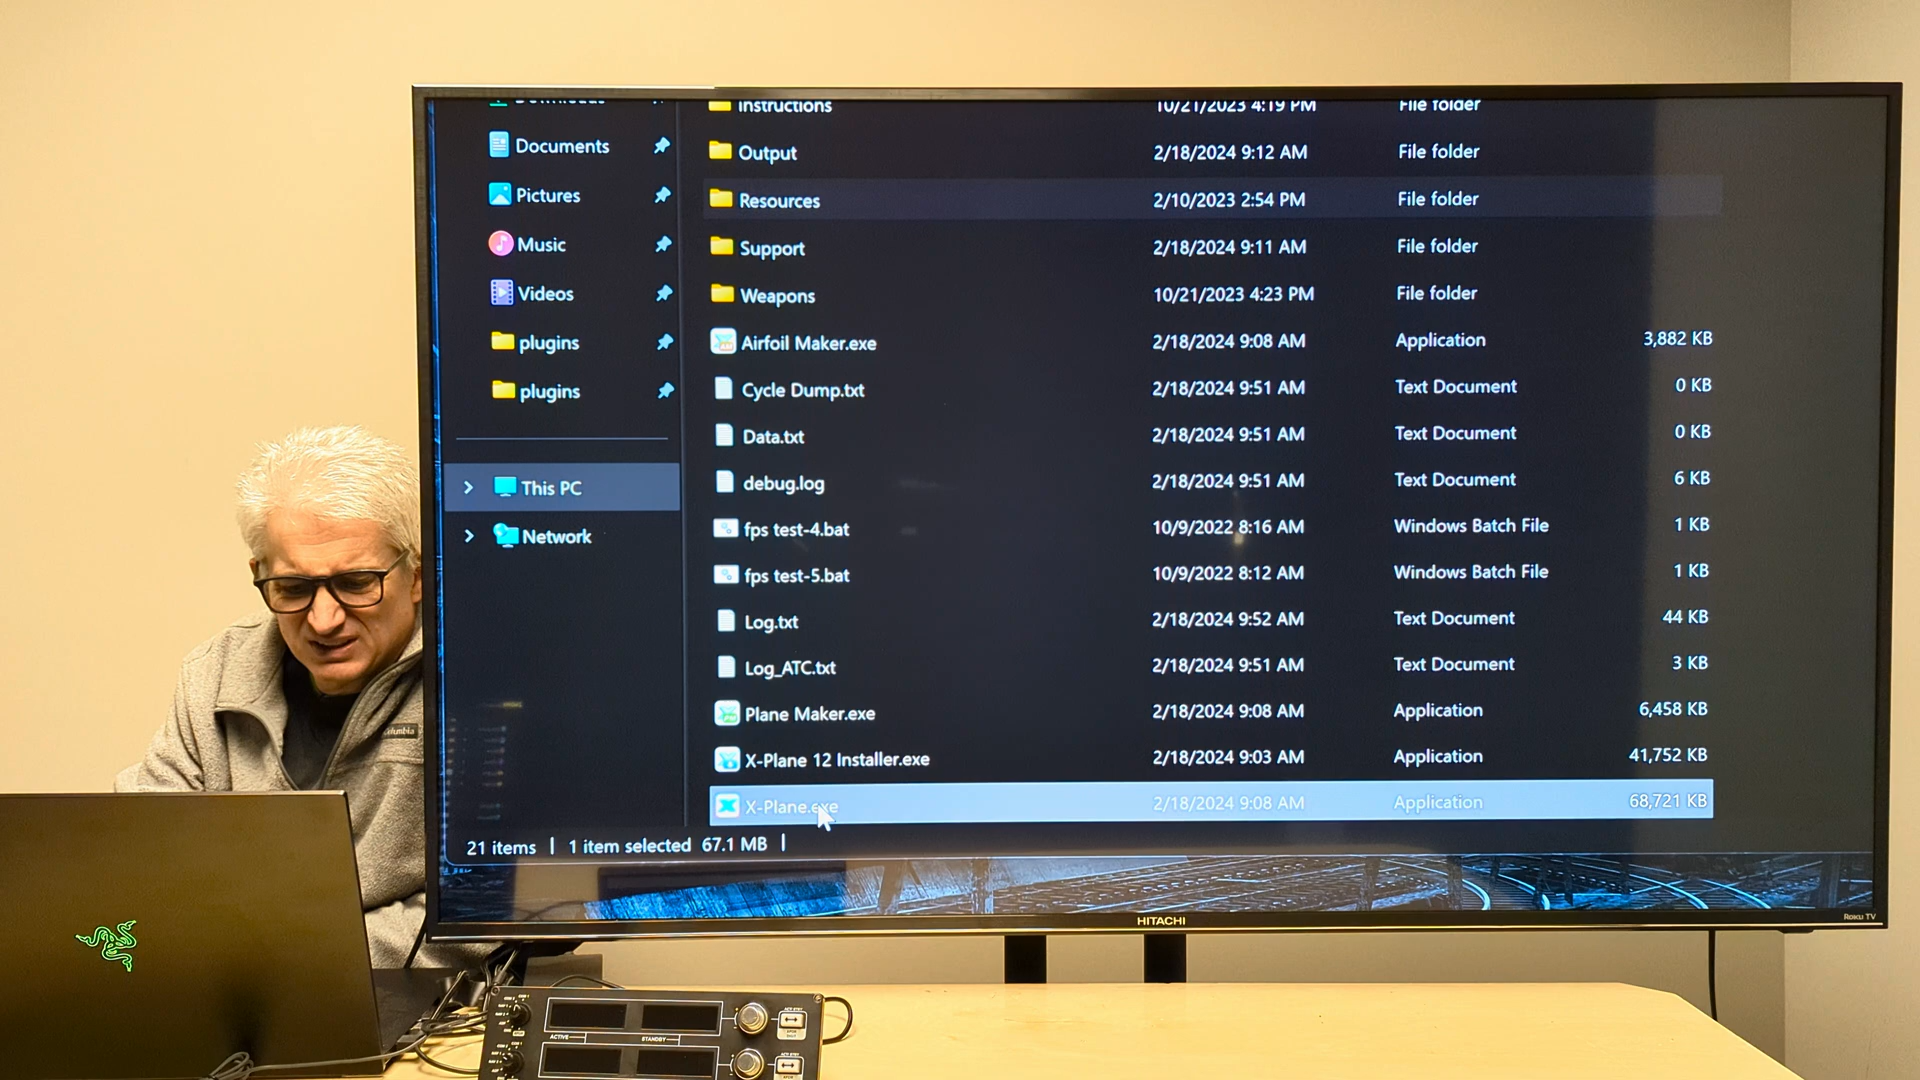 Instructions 10/21/2023 4:19 PM File folder
Documents
Output 2/18/2024 9:12 AM File folder
Pictures
Resources 2/10/2023 2:54 PM File folder
Music
Support 2/18/2024 9:11 AM File folder
Videos
Weapons 10/21/2023 4:23 PM File folder
plugins
Airfoil Maker.exe 2/18/2024 9:08 AM Application 3,882 KB
plugins
Cycle Dump.txt 2/18/2024 9:51 AM Text Document 0 KB
Data.txt 2/18/2024 9:51 AM Text Document 0 KB
This PC
debug.log 2/18/2024 9:51 AM Text Document 6 KB
Network
fps test-4.bat 10/9/2022 8:16 AM Windows Batch File 1 KB
fps test-5.bat 10/9/2022 8:12 AM Windows Batch File 1 KB
Log.txt 2/18/2024 9:52 AM Text Document 44 KB
Log_ATC.txt 2/18/2024 9:51 AM Text Document 3 KB
Plane Maker.exe 2/18/2024 9:08 AM Application 6,458 KB
X-Plane 12 Installer.exe 2/18/2024 9:03 AM Application 41,752 KB
X-Plane.exe 2/18/2024 9:08 AM Application 68,721 KB
21 items | 1 item selected 67.1 MB |
HITACHI
Roku TV
ACTIVE STANDBY